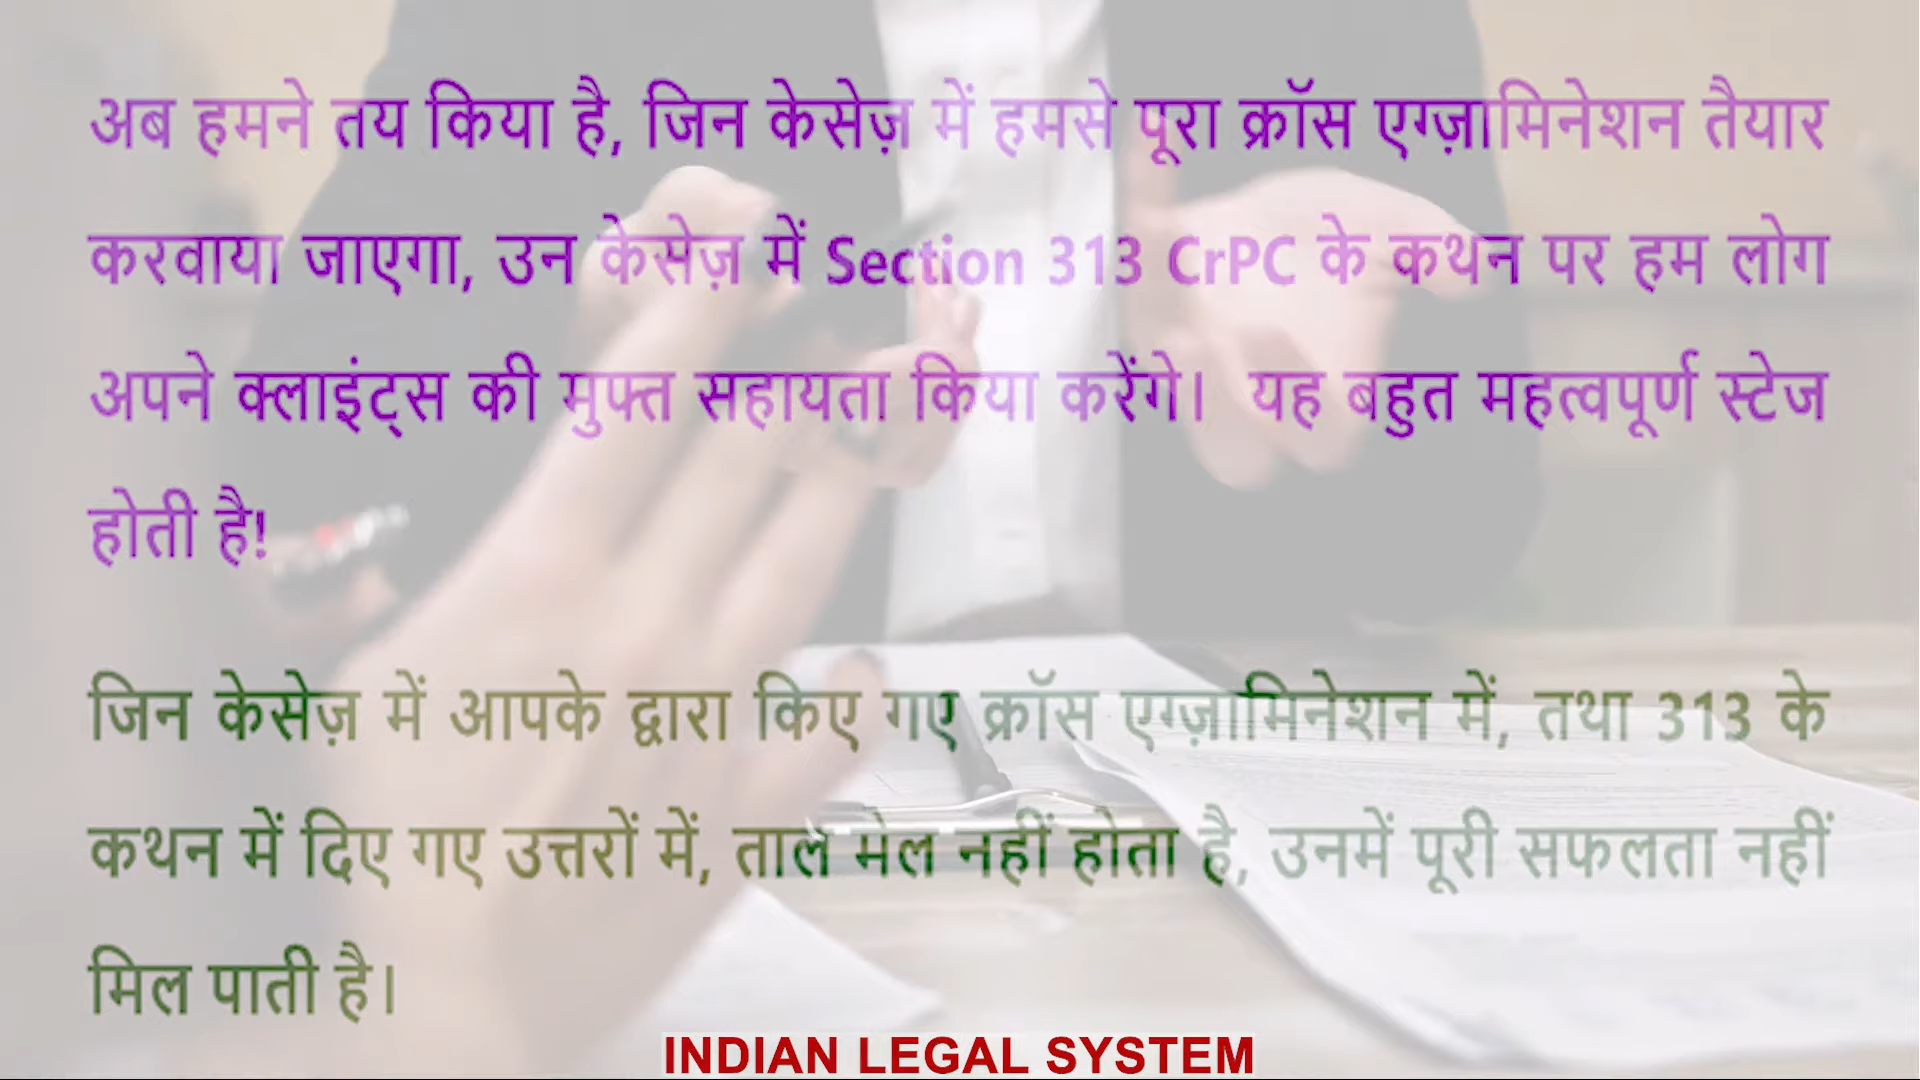 अब हमने तय किया है, जिन केसेज़ में हमसे पूरा क्रॉस एग्ज़ामिनेशन तैयार
करवाया जाएगा, उन केसेज़ में Section 313 CrPC के कथन पर हम लोग
अपने क्लाइंट्स की मुफ्त सहायता किया करेंगे। यह बहुत महत्वपूर्ण स्टेज
होती है!
जिन केसेज़ में आपके द्वारा किए गए क्रॉस एग्ज़ामिनेशन में, तथा 313 के
कथन में दिए गए उत्तरों में, ताल मेल नहीं होता है, उनमें पूरी सफलता नहीं
मिल पाती है।
INDIAN LEGAL SYSTEM